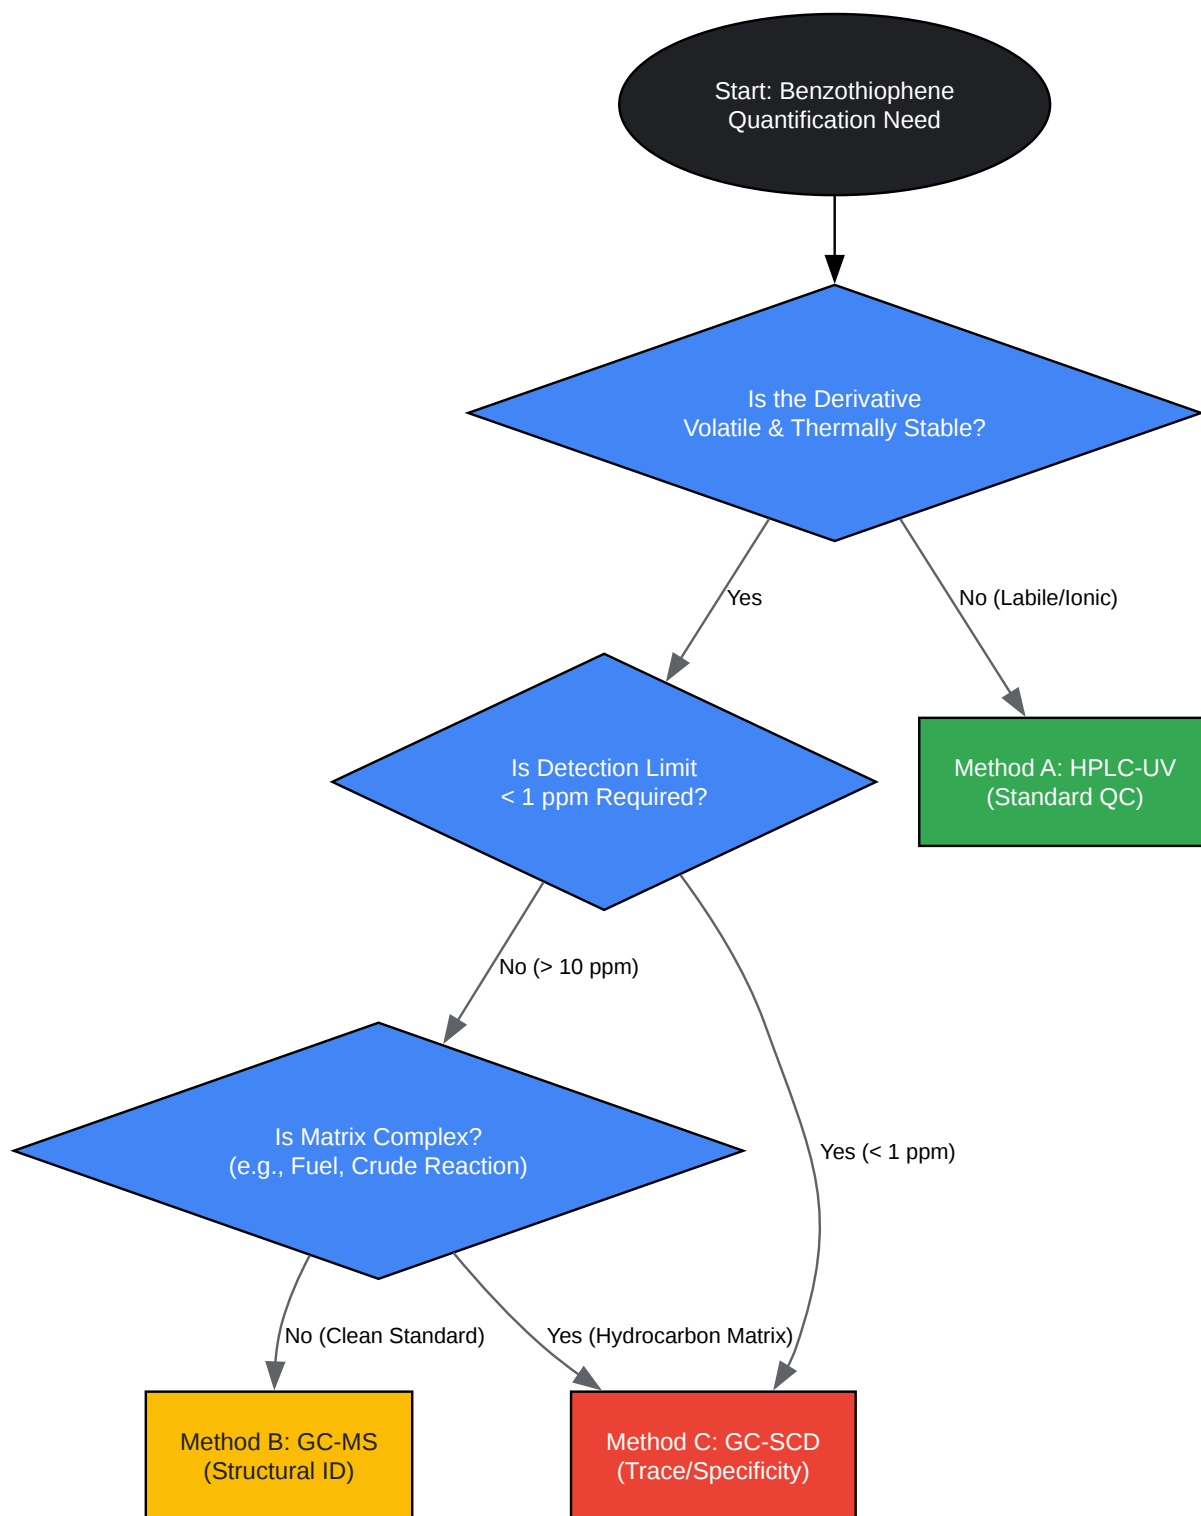 Start: Benzothiophene
Quantification Need
Is the Derivative
Volatile & Thermally Stable?
Yes
No (Labile/Ionic)
Is Detection Limit
< 1 ppm Required?
Method A: HPLC-UV
(Standard QC)
No (> 10 ppm)
Is Matrix Complex?
(e.g., Fuel, Crude Reaction)
Yes (< 1 ppm)
No (Clean Standard)
Yes (Hydrocarbon Matrix)
Method B: GC-MS
(Structural ID)
Method C: GC-SCD
(Trace/Specificity)